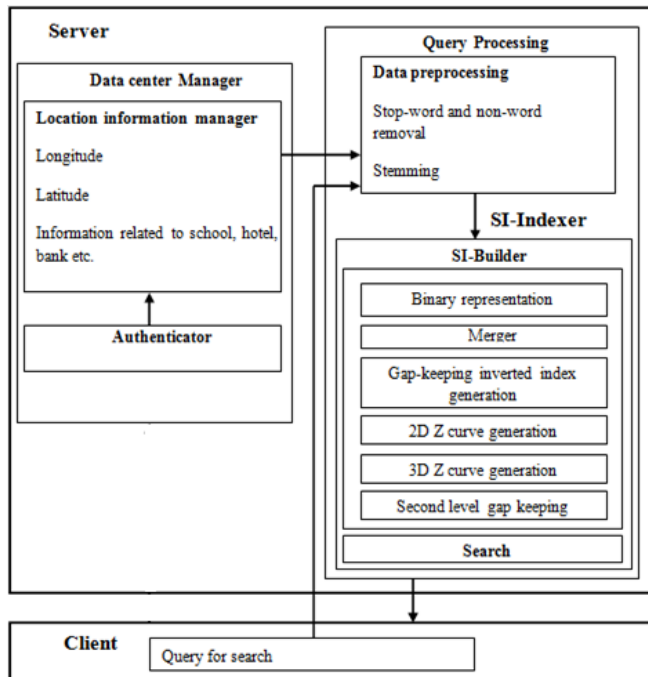 Server
Data center Manager
Location information manager
Longitude
Latitude
Information related to school, hotel,
bank etc.
Authenticator
Query Processing
Data preprocessing
Stop-word and non-word
removal
Stemming
SI-Indexer
SI-Builder
Binary representation
Merger
Gap-keeping inverted index
generation
2D Z curve generation
3D Z curve generation
Second level gap keeping
Search
Client
Query for search